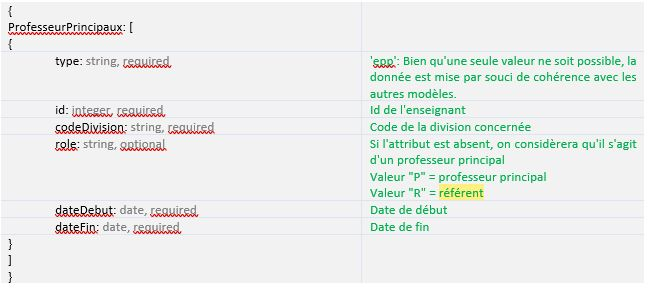 {
ProfesseurPrincipaux: [
{
type: string, required
'epp': Bien qu'une seule valeur ne soit possible, la
donnée est mise par souci de cohérence avec les
autres modèles.
id: integer, required
Id de l'enseignant
codeDivision: string, required
Code de la division concernée
role: string, optional
Si l'attribut est absent, on considèrera qu'il s'agit
d'un professeur principal
Valeur "P" = professeur principal
Valeur "R" = référent
dateDebut: date, required
Date de début
dateFin: date, required
Date de fin
}
]
}